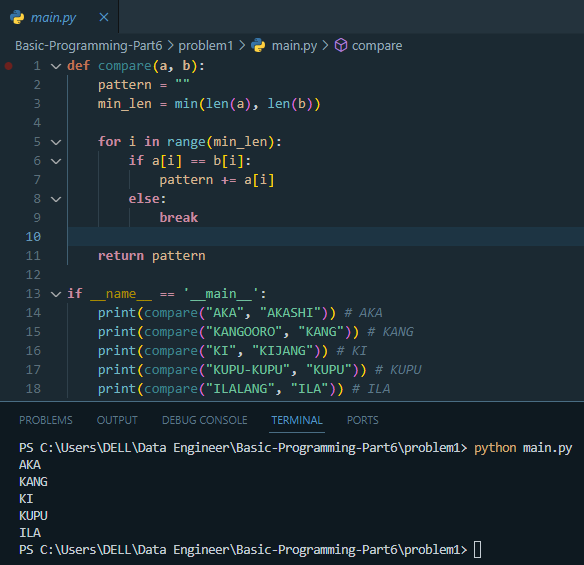 main.py ×
Basic-Programming-Part6 > problem1 > main.py > compare
1 def compare(a, b):
2     pattern = ""
3     min_len = min(len(a), len(b))
4
5     for i in range(min_len):
6         if a[i] == b[i]:
7             pattern += a[i]
8         else:
9             break
10
11     return pattern
12
13 if __name__ == '__main__':
14     print(compare("AKA", "AKASHI")) # AKA
15     print(compare("KANGOORO", "KANG")) # KANG
16     print(compare("KI", "KIJANG")) # KI
17     print(compare("KUPU-KUPU", "KUPU")) # KUPU
18     print(compare("ILALANG", "ILA")) # ILA
PROBLEMS OUTPUT DEBUG CONSOLE TERMINAL PORTS
PS C:\Users\DELL\Data Engineer\Basic-Programming-Part6\problem1> python main.py
AKA
KANG
KI
KUPU
ILA
PS C:\Users\DELL\Data Engineer\Basic-Programming-Part6\problem1>